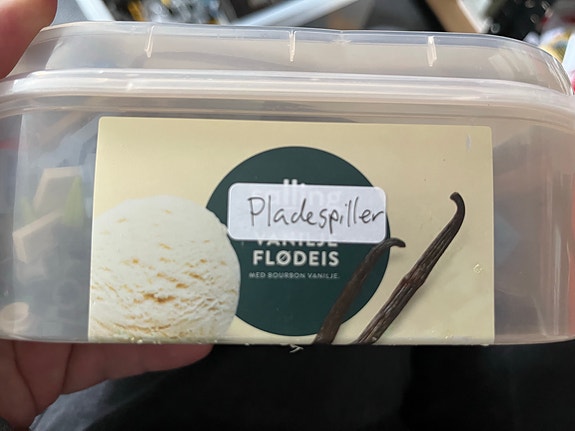 Pladespiller
VANILJE
FLØDEIS
MED BOURBON VANILJE.